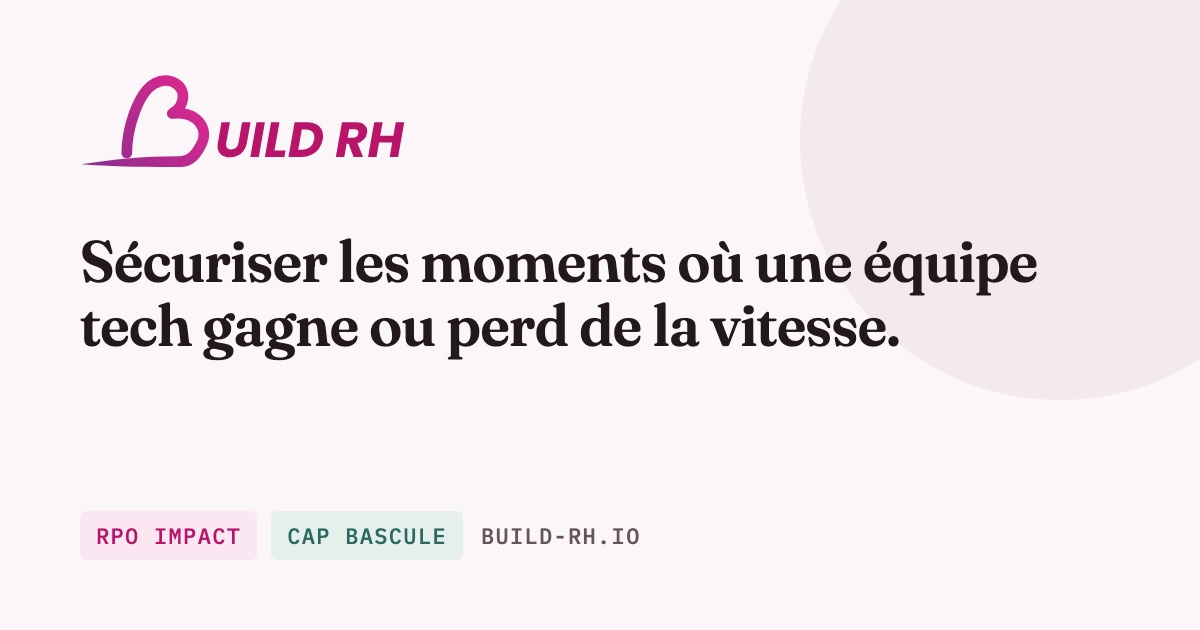 BUILD RH
Sécuriser les moments où une équipe
tech gagne ou perd de la vitesse.
RPO IMPACT CAP BASCULE BUILD-RH.IO